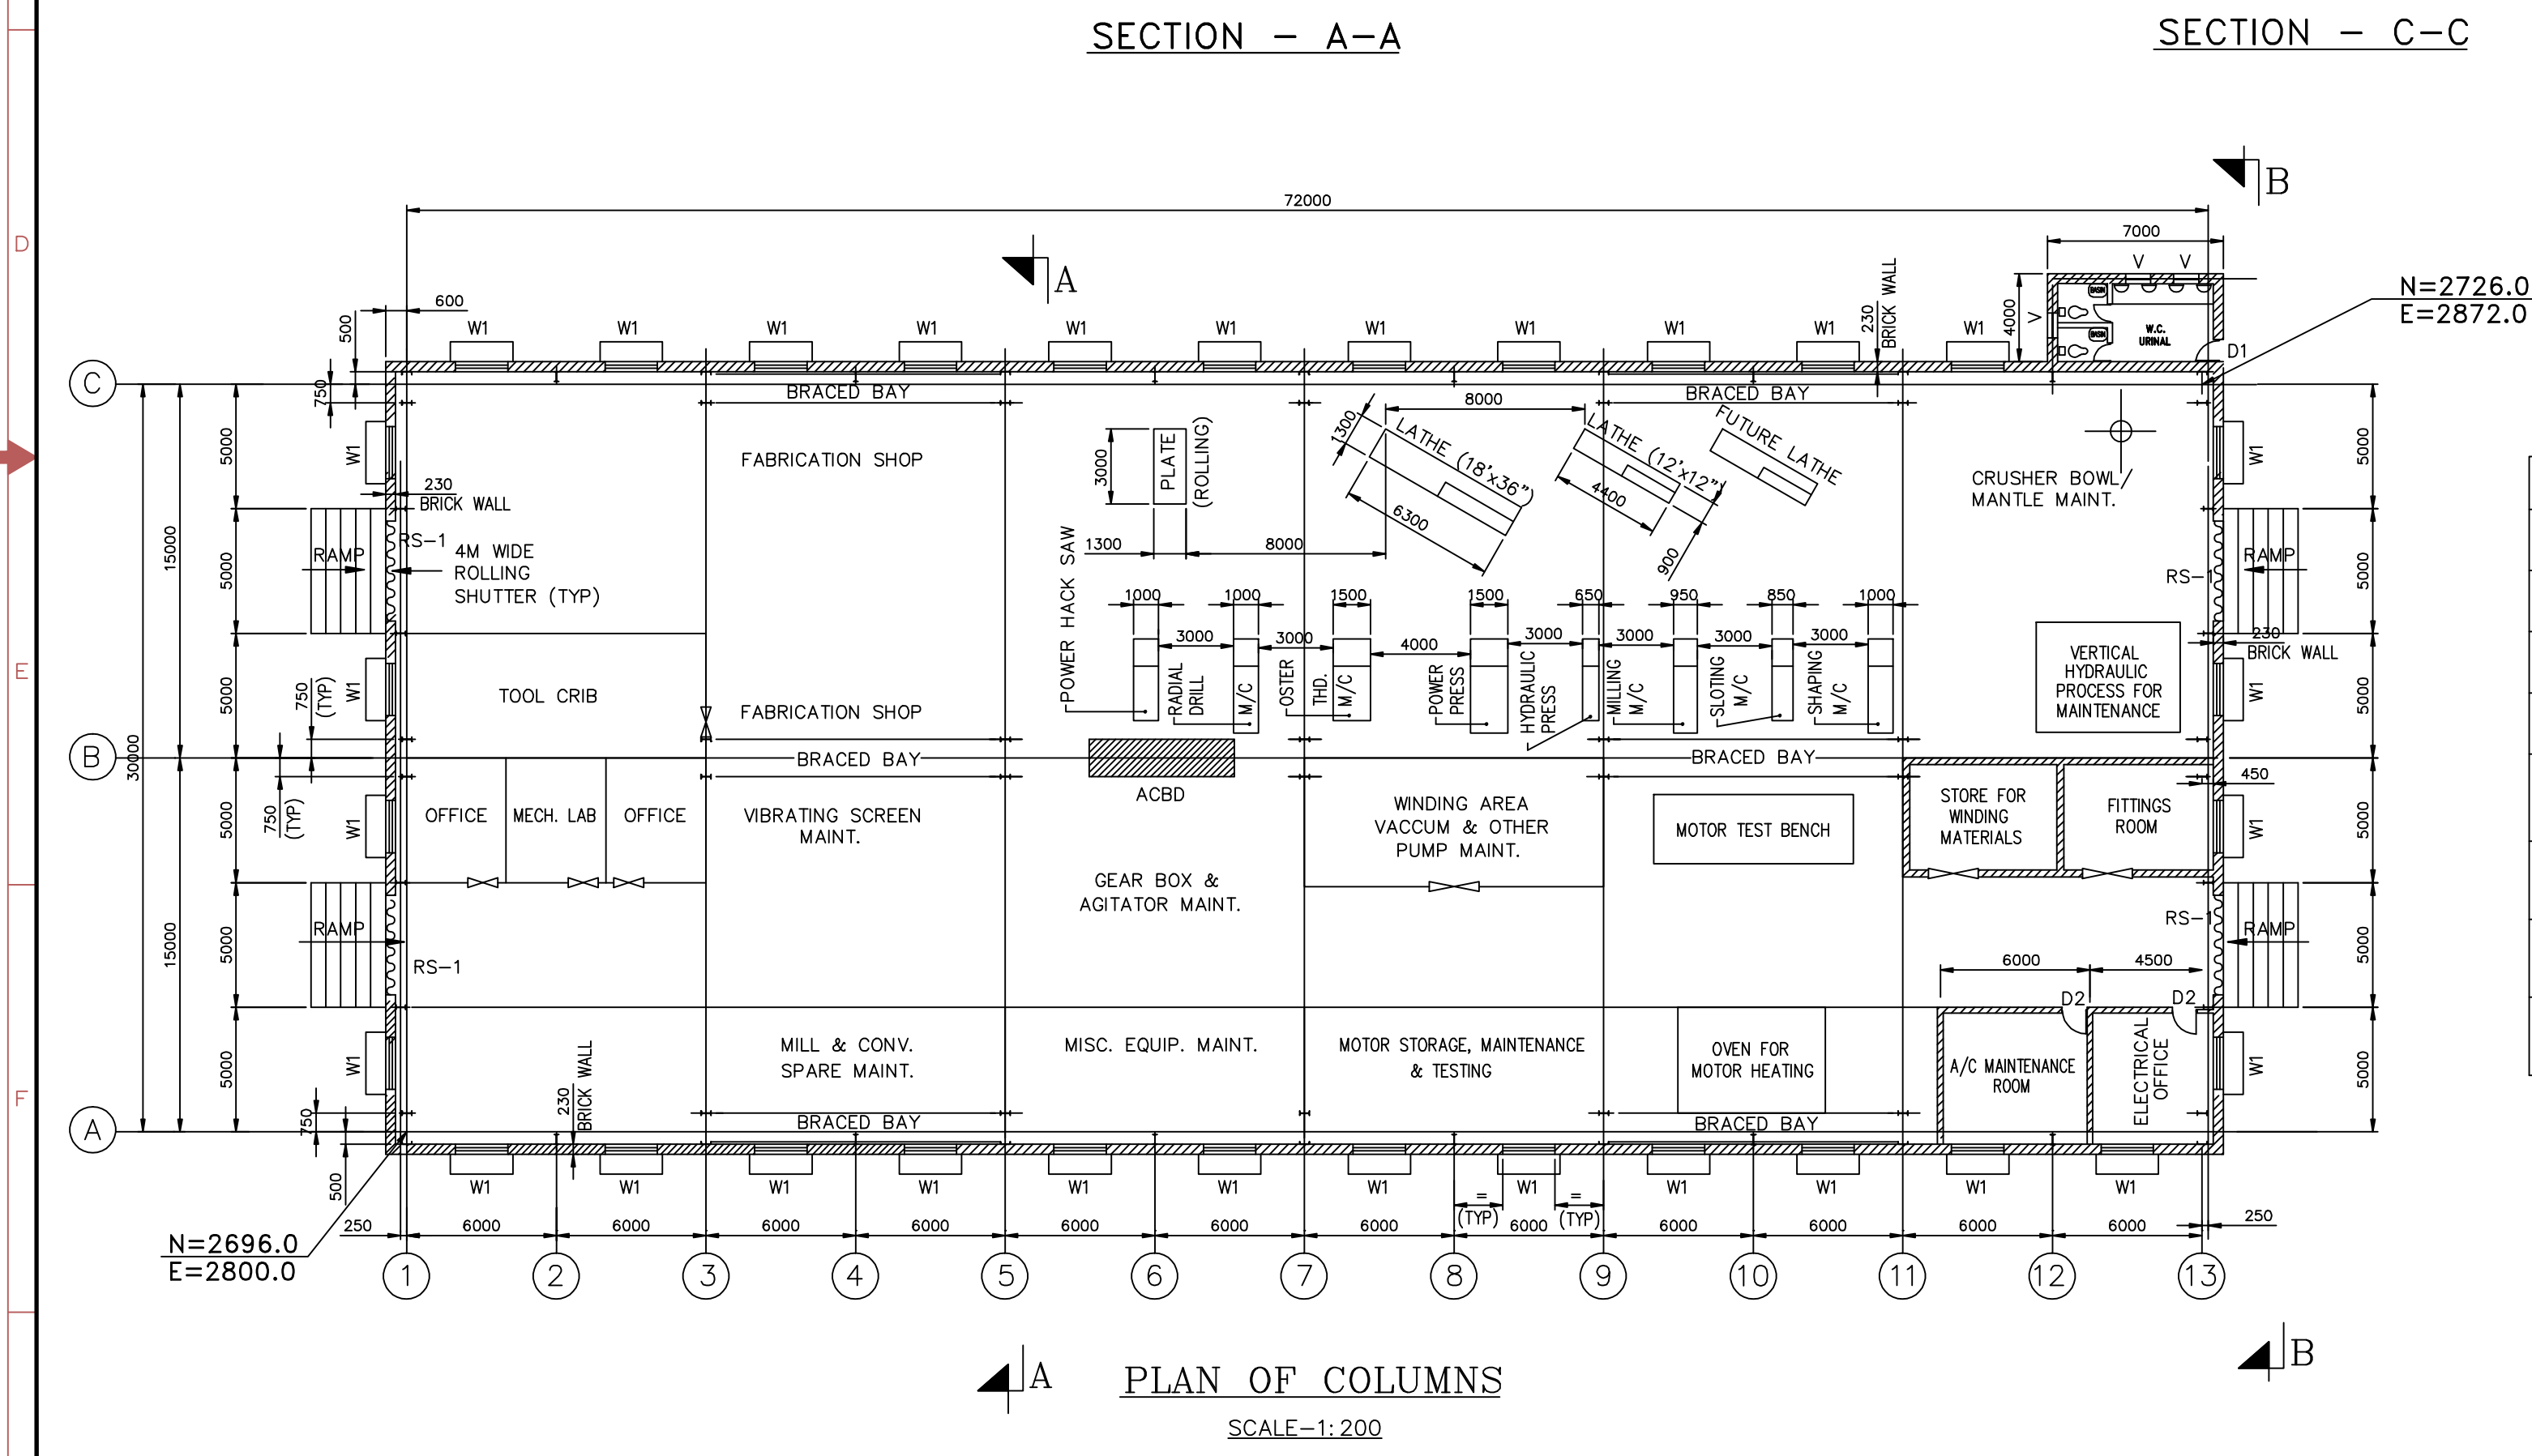 SECTION - A-A
SECTION - C-C
B
72000
7000
D
A
V V
N=2726.0
E=2872.0
600
500
W1 W1 W1 W1 W1 W1 W1 W1 W1 W1 W1
230
BRICK WALL
4000
V
BASIN
BASIN
W.C.
URINAL
D1
C
750
BRACED BAY
BRACED BAY
8000
1300
LATHE (18'x36")
LATHE (12'x12")
FUTURE LATHE
5000
W1
FABRICATION SHOP
3000
PLATE
(ROLLING)
6300
4400
900
CRUSHER BOWL/
MANTLE MAINT.
W1
5000
230
BRICK WALL
15000
RS-1
RAMP
4M WIDE
ROLLING
SHUTTER (TYP)
5000
1300
8000
RAMP
RS-1
5000
POWER HACK SAW
1000
1000
1500
1500
650
950
850
1000
3000
3000
4000
3000
3000
3000
3000
230
BRICK WALL
E
5000
750
(TYP)
W1
TOOL CRIB
FABRICATION SHOP
RADIAL
DRILL
M/C
OSTER
THD.
M/C
POWER
PRESS
HYDRAULIC
PRESS
MILLING
M/C
SLOTING
M/C
SHAPING
M/C
VERTICAL
HYDRAULIC
PROCESS FOR
MAINTENANCE
W1
5000
B
30000
BRACED BAY
BRACED BAY
450
ACBD
750
(TYP)
5000
W1
OFFICE
MECH. LAB
OFFICE
VIBRATING SCREEN
MAINT.
WINDING AREA
VACCUM & OTHER
PUMP MAINT.
MOTOR TEST BENCH
STORE FOR
WINDING
MATERIALS
FITTINGS
ROOM
W1
5000
GEAR BOX &
AGITATOR MAINT.
15000
5000
RAMP
RS-1
RS-1
RAMP
5000
6000
4500
D2
D2
F
5000
W1
MILL & CONV.
SPARE MAINT.
MISC. EQUIP. MAINT.
MOTOR STORAGE, MAINTENANCE
& TESTING
OVEN FOR
MOTOR HEATING
A/C MAINTENANCE
ROOM
ELECTRICAL
OFFICE
W1
5000
230
BRICK WALL
750
A
BRACED BAY
BRACED BAY
500
W1 W1 W1 W1 W1 W1 W1 W1 W1 W1 W1 W1
=
(TYP)
=
(TYP)
250 6000 6000 6000 6000 6000 6000 6000 6000 6000 6000 6000 6000 250
N=2696.0
E=2800.0
1 2 3 4 5 6 7 8 9 10 11 12 13
A
B
PLAN OF COLUMNS
SCALE-1:200